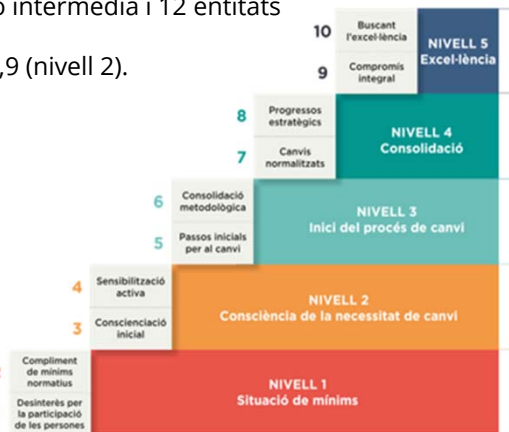 ó intermèdia i 12 entitats
,9 (nivell 2).
10
Buscant
l'excel·lència
9
Compromís
integral
NIVELL 5
Excel·lència
8
Progressos
estratègics
7
Canvis
normalitzats
NIVELL 4
Consolidació
6
Consolidació
metodològica
5
Passos inicials
per al canvi
NIVELL 3
Inici del procés de canvi
4
Sensibilització
activa
3
Conscienciació
inicial
NIVELL 2
Consciència de la necessitat de canvi
Compliment
de mínims
normatius
Desinterès per
la participació
de les persones
NIVELL 1
Situació de mínims